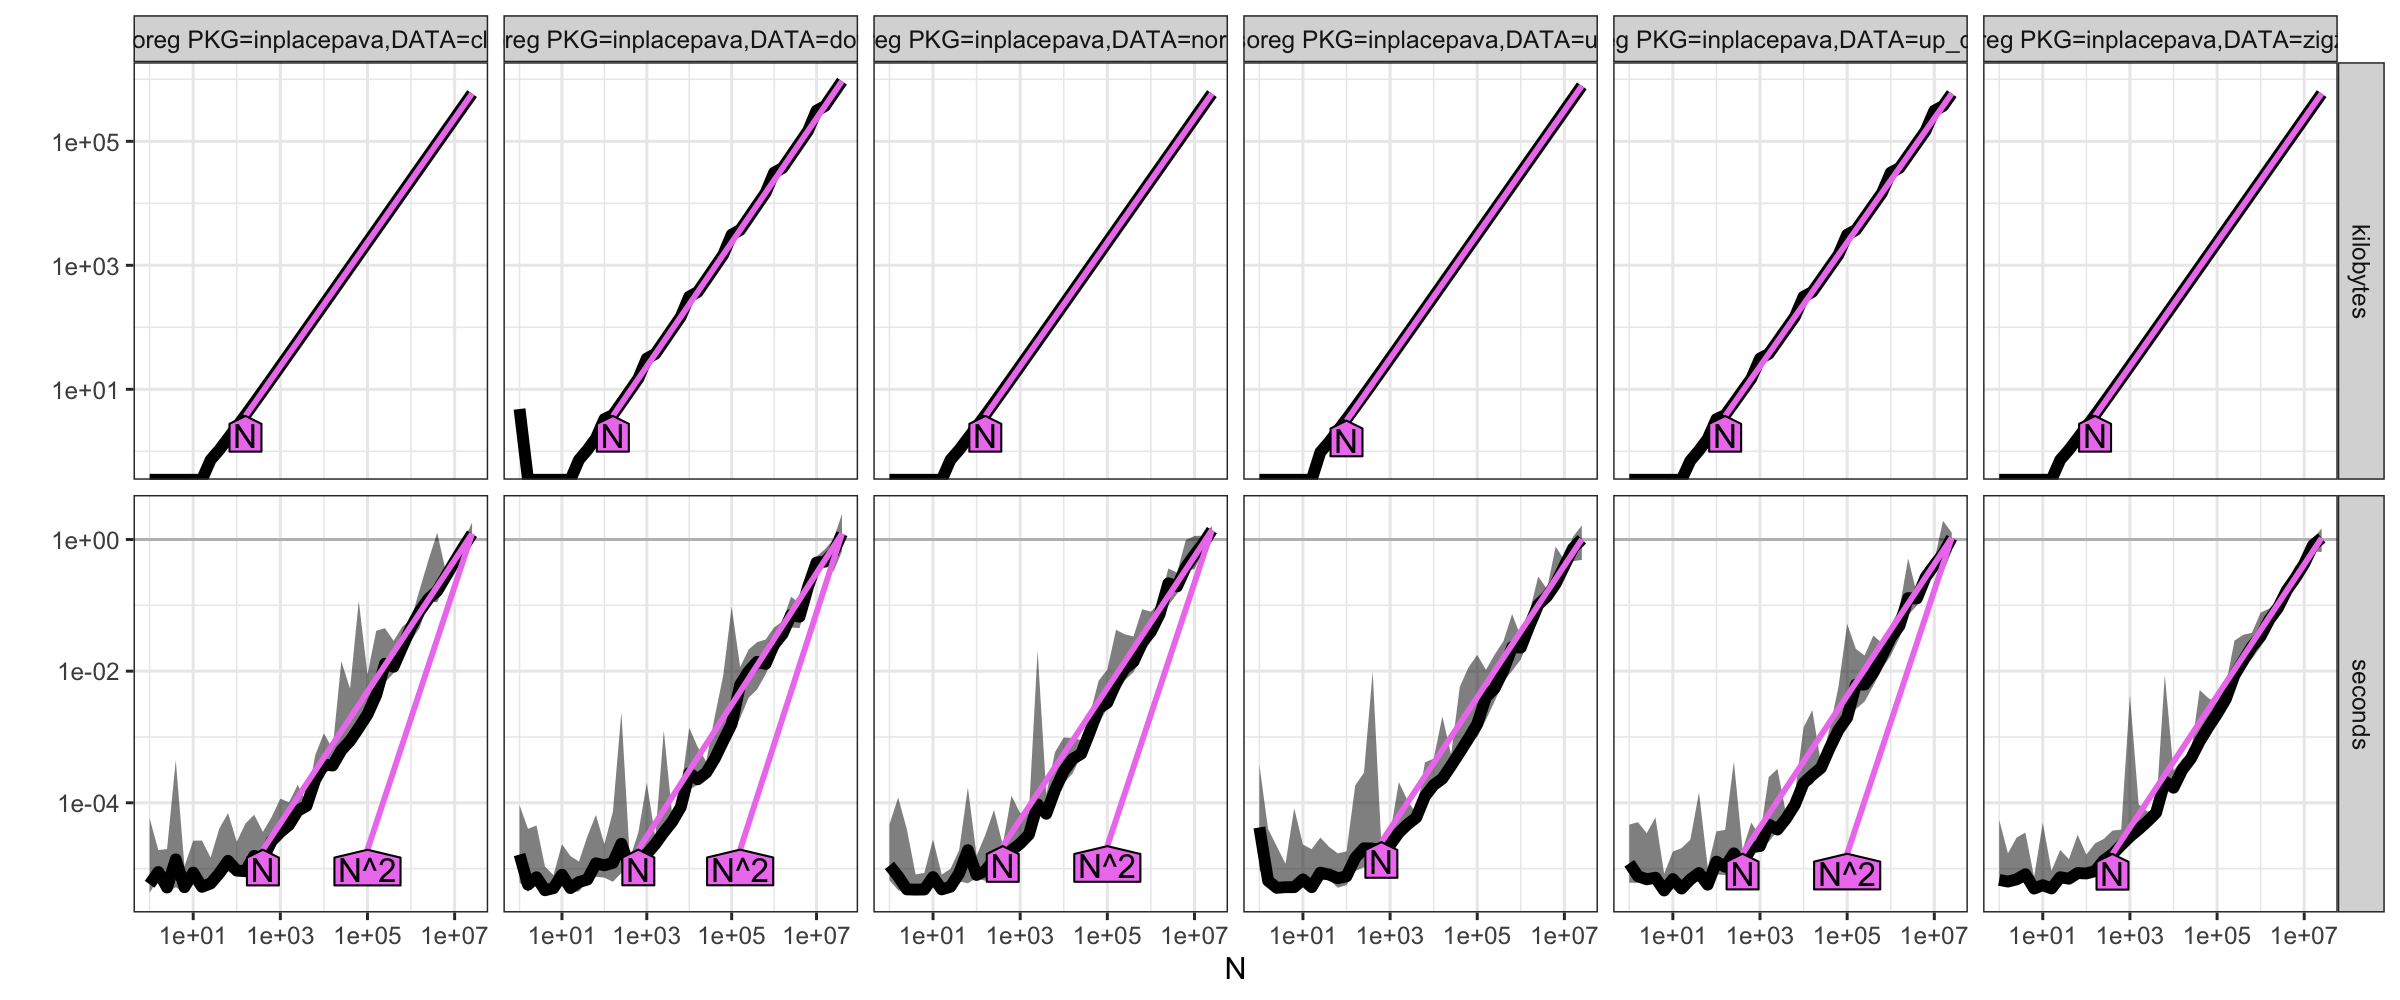 oreg PKG=inplacepava,DATA=cl
reg PKG=inplacepava,DATA=do
eg PKG=inplacepava,DATA=nor
soreg PKG=inplacepava,DATA=u
g PKG=inplacepava,DATA=up_d
reg PKG=inplacepava,DATA=zigz
1e+05
1e+03
1e+01
N N N N N N
kilobytes
1e+00
1e-02
1e-04
N N^2 N N^2 N N^2 N N N^2 N
seconds
1e+01 1e+03 1e+05 1e+07 1e+01 1e+03 1e+05 1e+07 1e+01 1e+03 1e+05 1e+07 1e+01 1e+03 1e+05 1e+07 1e+01 1e+03 1e+05 1e+07 1e+01 1e+03 1e+05 1e+07
N